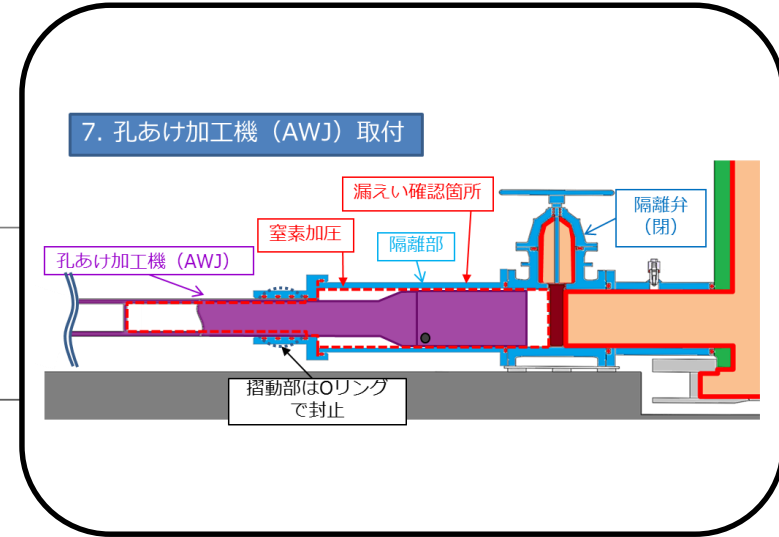 7. 孔あけ加工機（AWJ）取付
漏えい確認箇所
隔離弁
（閉）
窒素加圧
隔離部
孔あけ加工機（AWJ）
摺動部はOリング
で封止